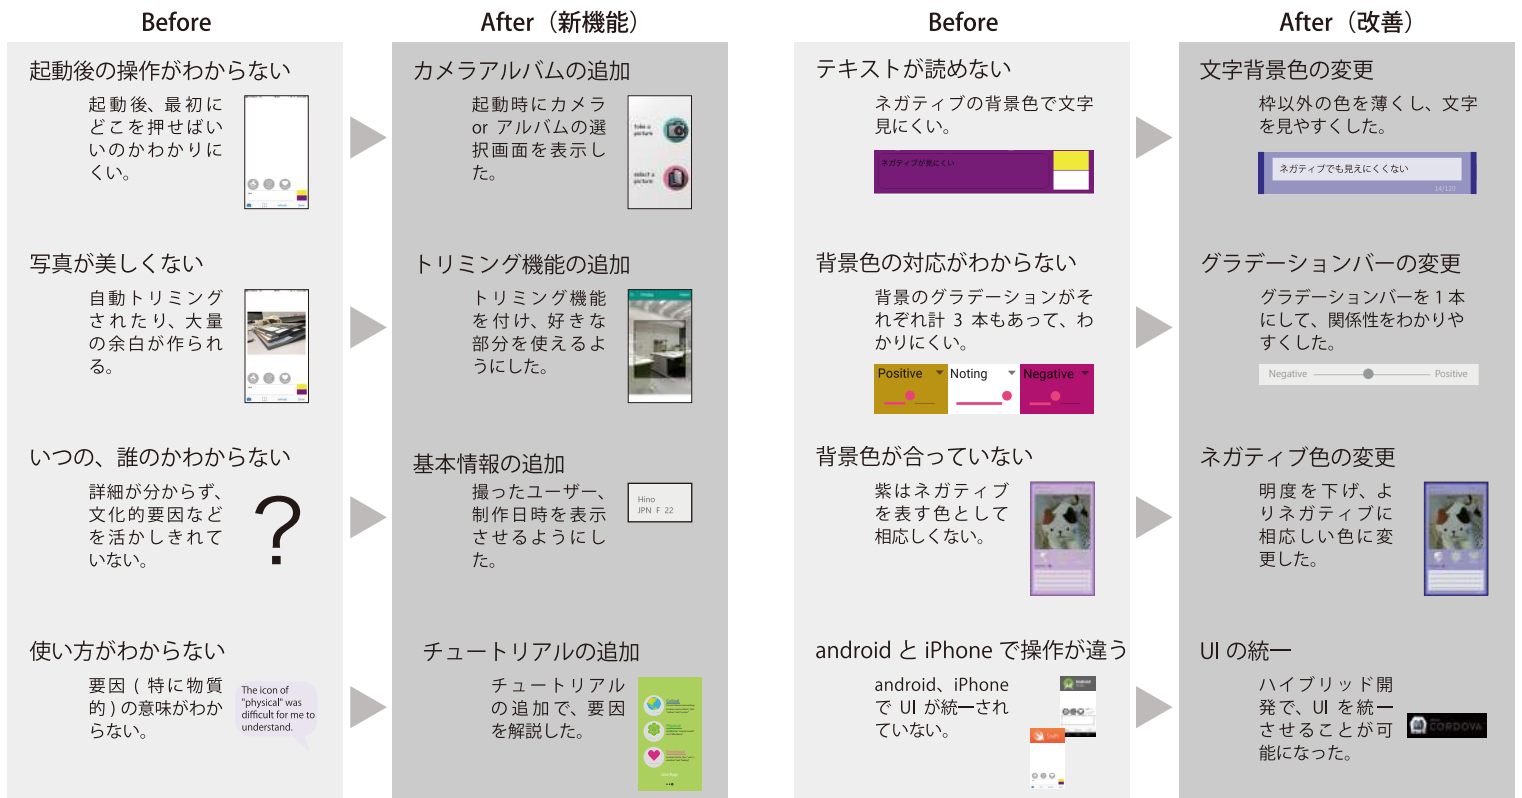 Before
After（新機能）
起動後の操作がわからない
起動後、最初に
どこを押せばい
いのかわかりに
くい。
カメラアルバムの追加
起動時にカメラ
or アルバムの選
択画面を表示し
た。
take a
picture
select a
picture
写真が美しくない
自動トリミング
されたり、大量
の余白が作られ
る。
トリミング機能の追加
トリミング機能
を付け、好きな
部分を使えるよ
うにした。
いつの、誰のかわからない
詳細が分からず、
文化的要因など
を活かしきれて
いない。
?
基本情報の追加
撮ったユーザー、
制作日時を表示
させるようにし
た。
Hino
JPN F 22
使い方がわからない
要因 ( 特に物質
的 ) の意味がわか
らない。
The icon of
"physical" was
difficult for me to
understand.
チュートリアルの追加
チュートリアル
の追加で、要因
を解説した。
Before
After（改善）
テキストが読めない
ネガティブの背景色で文字
見にくい。
ネガティブが見にくい
文字背景色の変更
枠以外の色を薄くし、文字
を見やすくした。
ネガティブでも見えにくくない
14/120
背景色の対応がわからない
背景のグラデーションがそ
れぞれ計 3 本もあって、わ
かりにくい。
Positive
Noting
Negative
グラデーションバーの変更
グラデーションバーを 1 本
にして、関係性をわかりや
すくした。
Negative
Positive
背景色が合っていない
紫はネガティブ
を表す色として
相応しくない。
ネガティブ色の変更
明度を下げ、よ
りネガティブに
相応しい色に変
更した。
android と iPhone で操作が違う
android、iPhone
で UI が統一され
ていない。
Swift
UI の統一
ハイブリッド開
発で、UI を統一
させることが可
能になった。
CORDOVA